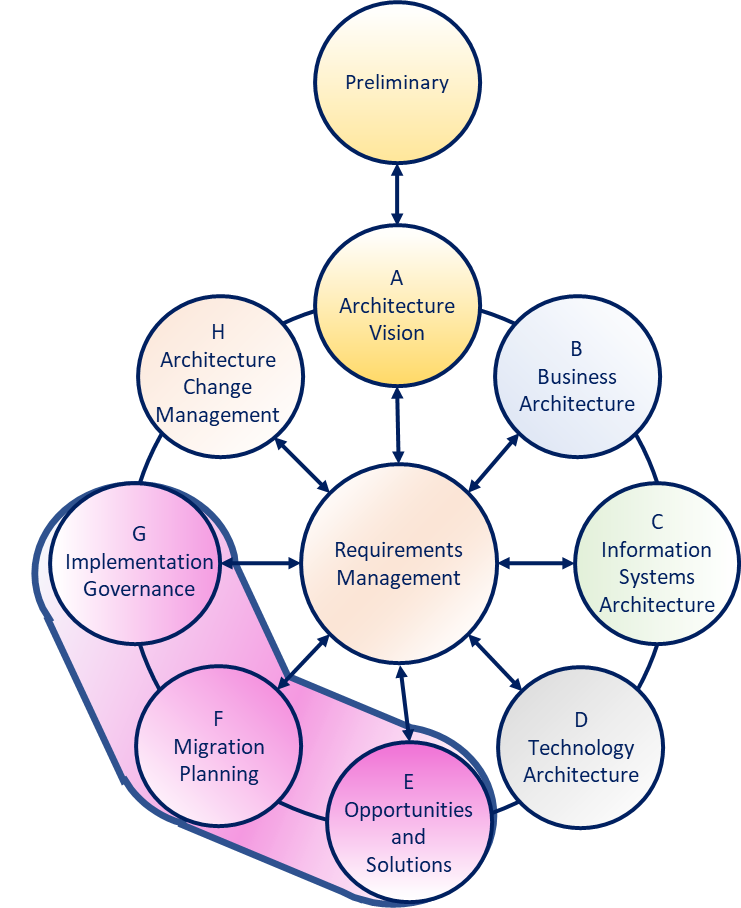 Preliminary
A
Architecture
Vision
B
Business
Architecture
C
Information
Systems
Architecture
D
Technology
Architecture
E
Opportunities
and
Solutions
F
Migration
Planning
G
Implementation
Governance
H
Architecture
Change
Management
Requirements
Management